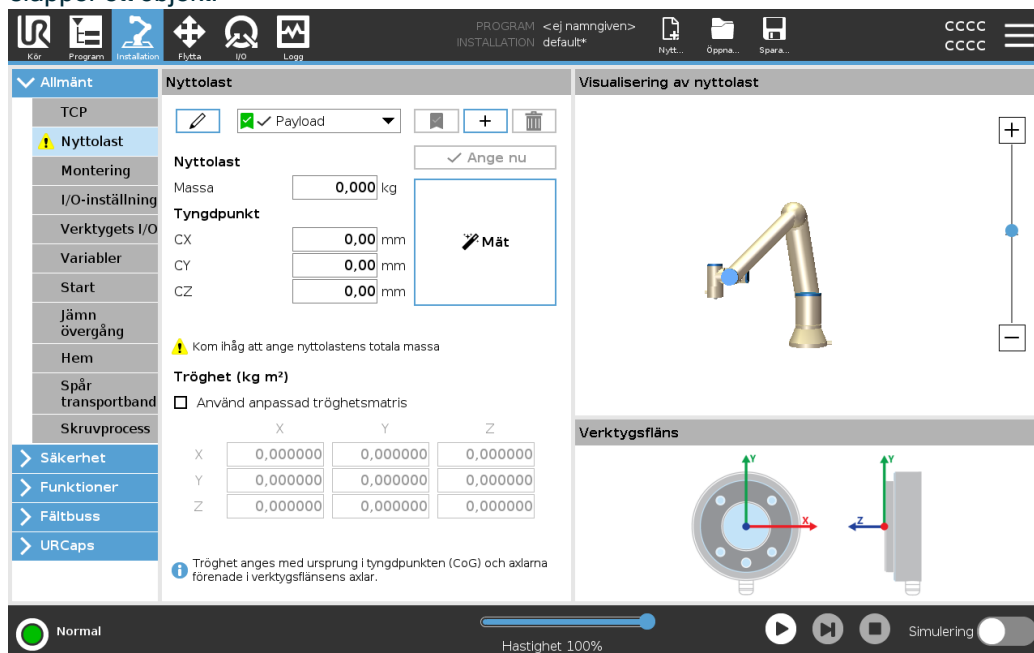 Kör
Program
Installation
Flytta
I/O
Logg
PROGRAM <ej namngiven>
INSTALLATION default*
Nytt...
Öppna...
Spara...
cccc
cccc
Allmänt
TCP
Nyttolast
Montering
I/O-inställning
Verktygets I/O
Variabler
Start
Jämn
övergång
Hem
Spår
transportband
Skruvprocess
Säkerhet
Funktioner
Fältbuss
URCaps
Nyttolast
Payload
Nyttolast
Ange nu
Massa 0,000 kg
Tyngdpunkt
CX 0,00 mm
CY 0,00 mm
CZ 0,00 mm
Mät
Kom ihåg att ange nyttolastens totala massa
Tröghet (kg m²)
Använd anpassad tröghetsmatris
X Y Z
X 0,000000 0,000000 0,000000
Y 0,000000 0,000000 0,000000
Z 0,000000 0,000000 0,000000
Tröghet anges med ursprung i tyngdpunkten (CoG) och axlarna
förenade i verktygsflänsens axlar.
Visualisering av nyttolast
Verktygsfläns
Y
X
Y
Z
Normal
Hastighet 100%
Simulering